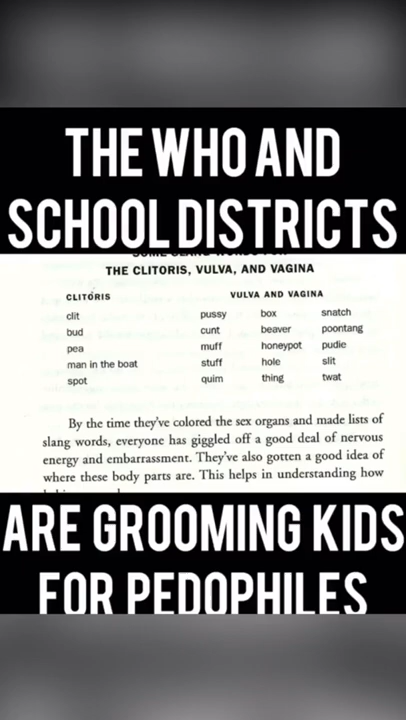 THE WHO AND
SCHOOL DISTRICTS
SOME SLANG WORDS FOR
THE CLITORIS, VULVA, AND VAGINA
CLITORIS VULVA AND VAGINA
clit pussy box snatch
bud cunt beaver poontang
pea muff honeypot pudie
man in the boat stuff hole slit
spot quim thing twat
By the time they've colored the sex organs and made lists of
slang words, everyone has giggled off a good deal of nervous
energy and embarrassment. They've also gotten a good idea of
where these body parts are. This helps in understanding how
ARE GROOMING KIDS
FOR PEDOPHILES